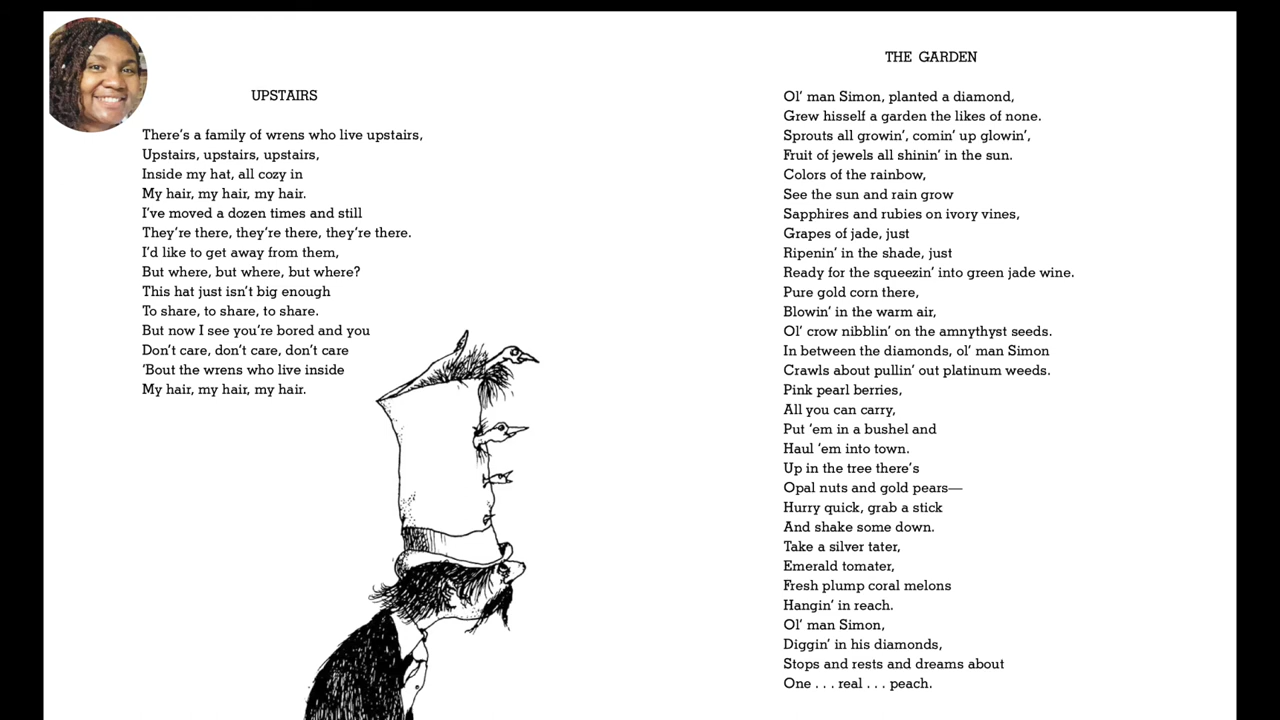 UPSTAIRS
There's a family of wrens who live upstairs,
Upstairs, upstairs, upstairs,
Inside my hat, all cozy in
My hair, my hair, my hair.
I've moved a dozen times and still
They're there, they're there, they're there.
I'd like to get away from them,
But where, but where, but where?
This hat just isn't big enough
To share, to share, to share.
But now I see you're bored and you
Don't care, don't care, don't care
'Bout the wrens who live inside
My hair, my hair, my hair.
THE GARDEN
Ol' man Simon, planted a diamond,
Grew hisself a garden the likes of none.
Sprouts all growin', comin' up glowin',
Fruit of jewels all shinin' in the sun.
Colors of the rainbow,
See the sun and rain grow
Sapphires and rubies on ivory vines,
Grapes of jade, just
Ripenin' in the shade, just
Ready for the squeezin' into green jade wine.
Pure gold corn there,
Blowin' in the warm air,
Ol' crow nibblin' on the amnythyst seeds.
In between the diamonds, ol' man Simon
Crawls about pullin' out platinum weeds.
Pink pearl berries,
All you can carry,
Put 'em in a bushel and
Haul 'em into town.
Up in the tree there's
Opal nuts and gold pears—
Hurry quick, grab a stick
And shake some down.
Take a silver tater,
Emerald tomater,
Fresh plump coral melons
Hangin' in reach.
Ol' man Simon,
Diggin' in his diamonds,
Stops and rests and dreams about
One . . . real . . . peach.